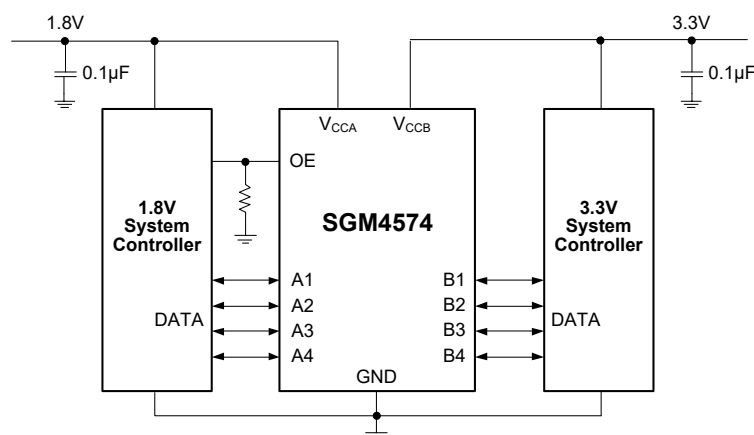 1.8V
3.3V
0.1µF
0.1µF
VCCA
VCCB
OE
1.8V
System
Controller
SGM4574
3.3V
System
Controller
A1
B1
A2
B2
DATA
A3
B3
DATA
A4
B4
GND